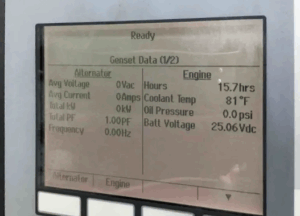 Ready
Genset Data (1/2)
Alternator
Avg Voltage 0Vac
Avg Current 0Amps
Total kW 0kW
Total PF 1.00PF
Frequency 0.00Hz
Engine
Hours 15.7hrs
Coolant Temp 81°F
Oil Pressure 0.0psi
Batt Voltage 25.06Vdc
Alternator Engine ▼